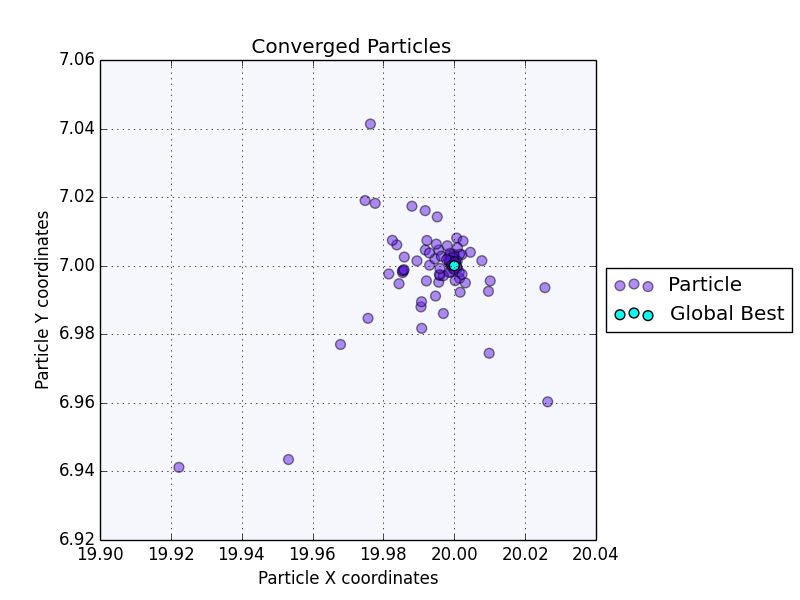 Converged Particles
7.06
7.04
7.02
7.00
6.98
6.96
6.94
6.92
Particle Y coordinates
19.90 19.92 19.94 19.96 19.98 20.00 20.02 20.04
Particle X coordinates
Particle
Global Best